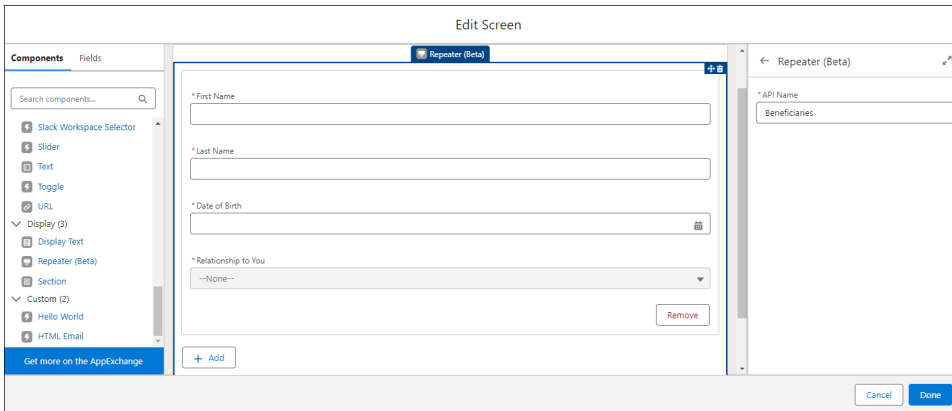 Edit Screen
Components Fields
Search components...
Slack Workspace Selector
Slider
Text
Toggle
URL
Display (3)
Display Text
Repeater (Beta)
Section
Custom (2)
Hello World
HTML Email
Get more on the AppExchange
Repeater (Beta)
*First Name
*Last Name
*Date of Birth
*Relationship to You
--None--
Remove
+ Add
Repeater (Beta)
*API Name
Beneficiaries
Cancel Done